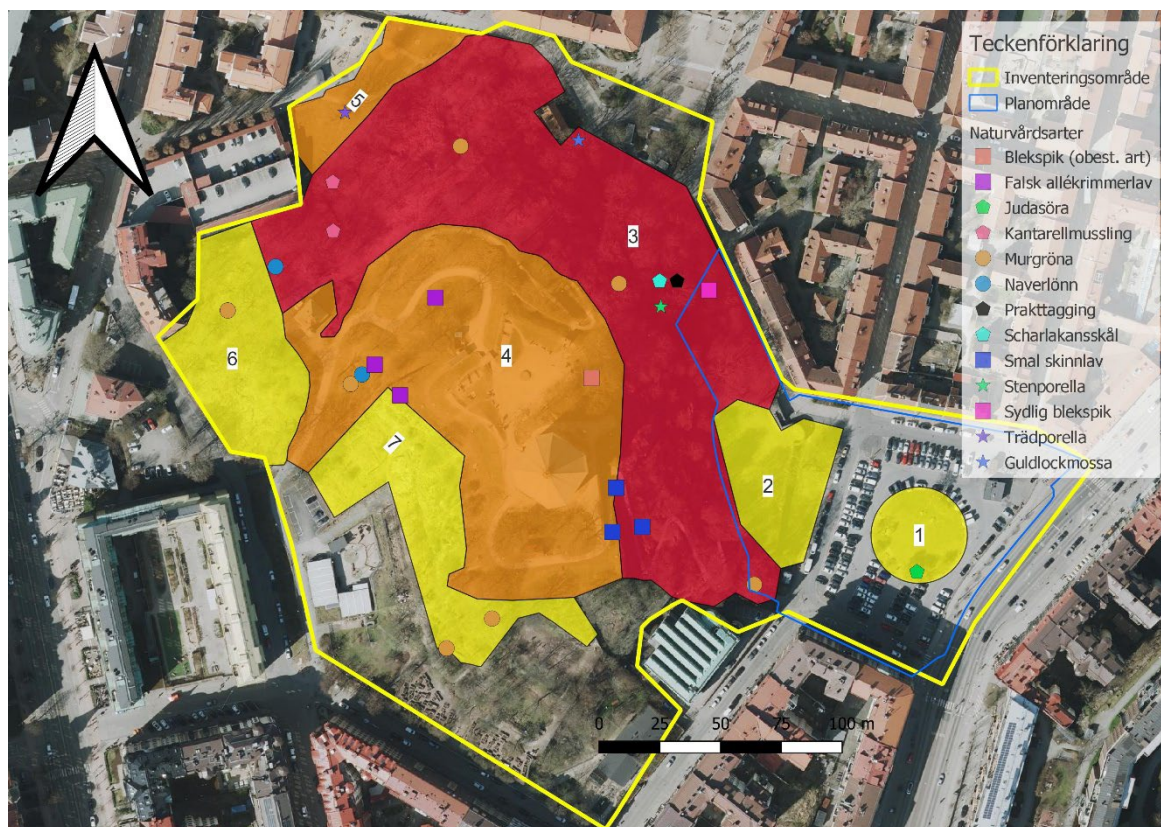 Teckenförklaring
Inventeringsområde
Planområde
Naturvårdsarter
Blekspik (obest. art)
Falsk allékrimmerlav
Judasöra
Kantarellmussling
Murgröna
Naverlönn
Prakttagging
Scharlakansskål
Smal skinnlav
Stenporella
Sydlig blekspik
Trädporella
Guldlockmossa
5
3
6
4
7
2
1
0 25 50 75 100 m